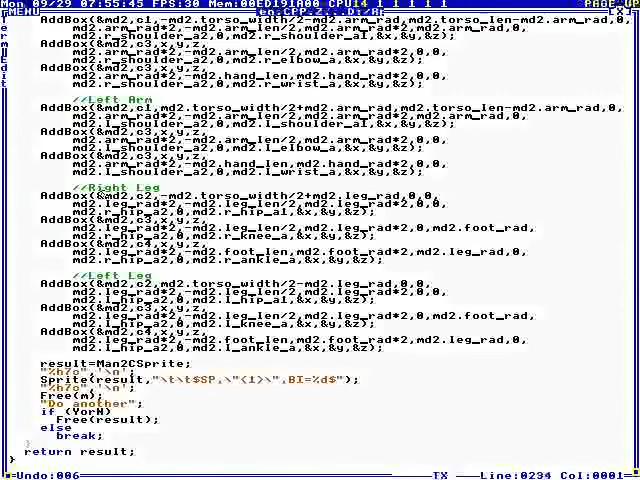 Mon 09/29 07:55:45 FPS:30 Mem:00ED191A00 CPU14 1 1 1 1 1 PAGE UP
MENU
    AddBox(&md2,c1,-md2.torso_width/2-md2.arm_rad,md2.torso_len-md2.arm_rad,0,
        md2.arm_rad*2,-md2.arm_len/2,md2.arm_rad*2,0,0,
        md2.r_shoulder_a2,0,md2.r_shoulder_a1,&x,&y,&z);
    AddBox(&md2,c3,x,y,z,
        md2.arm_rad*2,-md2.arm_len/2,md2.arm_rad*2,0,0,
        md2.r_shoulder_a2,0,md2.r_elbow_a,&x,&y,&z);
    AddBox(&md2,c3,x,y,z,
        md2.arm_rad*2,-md2.hand_len,md2.hand_rad*2,0,0,
        md2.r_shoulder_a2,0,md2.r_wrist_a,&x,&y,&z);
        //Left Arm
    AddBox(&md2,c1,md2.torso_width/2+md2.arm_rad,md2.torso_len-md2.arm_rad,0,
        md2.arm_rad*2,-md2.arm_len/2,md2.arm_rad*2,0,0,
        md2.l_shoulder_a2,0,md2.l_shoulder_a1,&x,&y,&z);
    AddBox(&md2,c3,x,y,z,
        md2.arm_rad*2,-md2.arm_len/2,md2.arm_rad*2,0,0,
        md2.l_shoulder_a2,0,md2.l_elbow_a,&x,&y,&z);
    AddBox(&md2,c3,x,y,z,
        md2.arm_rad*2,-md2.hand_len,md2.hand_rad*2,0,0,
        md2.l_shoulder_a2,0,md2.l_wrist_a,&x,&y,&z);
        //Right Leg
    AddBox(&md2,c2,-md2.torso_width/2+md2.leg_rad,0,0,
        md2.leg_rad*2,-md2.leg_len/2,md2.leg_rad*2,0,0,
        md2.r_hip_a2,0,md2.r_hip_a1,&x,&y,&z);
    AddBox(&md2,c3,x,y,z,
        md2.leg_rad*2,-md2.leg_len/2,md2.leg_rad*2,0,md2.foot_rad,
        md2.r_hip_a2,0,md2.r_knee_a,&x,&y,&z);
    AddBox(&md2,c4,x,y,z,
        md2.leg_rad*2,-md2.foot_len,md2.foot_rad*2,md2.leg_rad,0,
        md2.r_hip_a2,0,md2.r_ankle_a,&x,&y,&z);
        //Left Leg
    AddBox(&md2,c2,md2.torso_width/2-md2.leg_rad,0,0,
        md2.leg_rad*2,-md2.leg_len/2,md2.leg_rad*2,0,0,
        md2.l_hip_a2,0,md2.l_hip_a1,&x,&y,&z);
    AddBox(&md2,c3,x,y,z,
        md2.leg_rad*2,-md2.leg_len/2,md2.leg_rad*2,0,md2.foot_rad,
        md2.l_hip_a2,0,md2.l_knee_a,&x,&y,&z);
    AddBox(&md2,c4,x,y,z,
        md2.leg_rad*2,-md2.foot_len,md2.foot_rad*2,md2.leg_rad,0,
        md2.l_hip_a2,0,md2.l_ankle_a,&x,&y,&z);
    result=Man2CSprite;
    "%h7c",'\n';
    Sprite(result,"\t\t$SP,\"<1>\",BI=%d$");
    "%h7c",'\n';
    Free(m);
    "Do another";
    if (YorN)
      Free(result);
    else
      break;
  }
  return result;
}
Undo:006 TX Line:0234 Col:0001